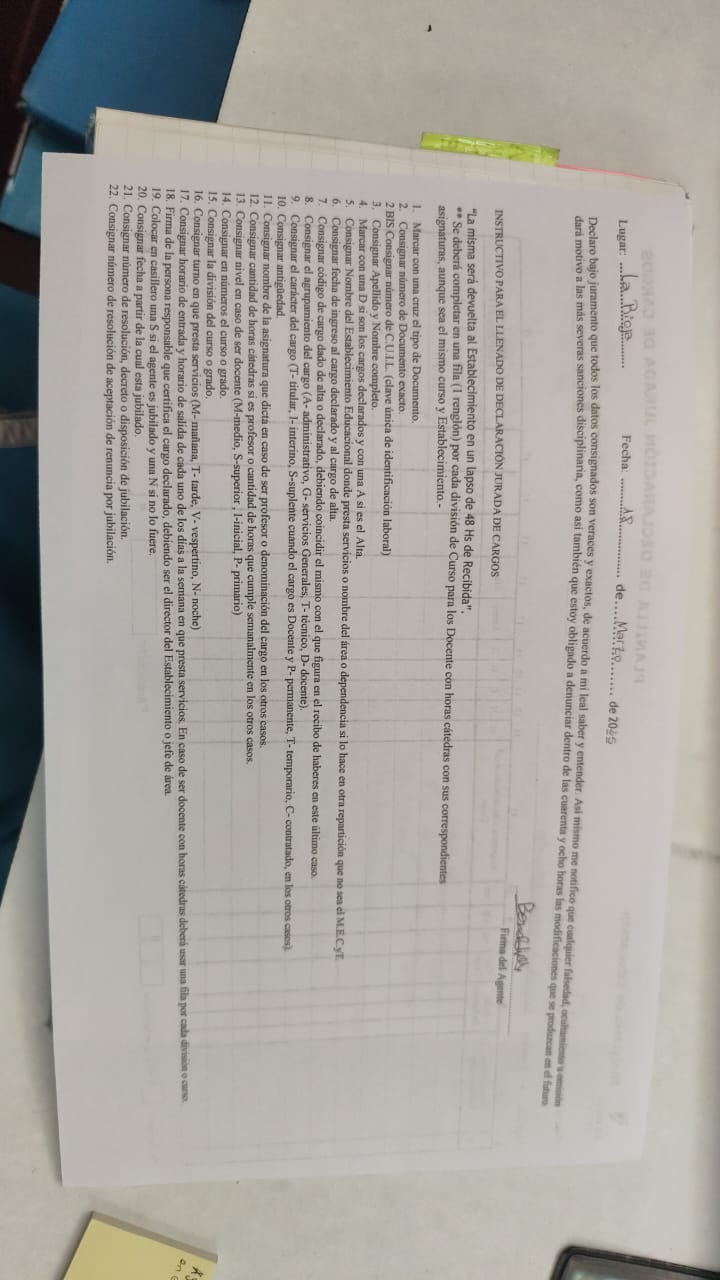 Lugar: ....La Rioja........ Fecha: ............18................ de....Marzo......... de 2025
Declaro bajo juramento que todos los datos consignados son veraces y exactos, de acuerdo a mi leal saber y entender. Asi mismo me notifico que cualquier falsedad, ocultamiento u omisión
dará motivo a las más severas sanciones disciplinaria, como así también que estoy obligado a denunciar dentro de las cuarenta y ocho horas las modificaciones que se produzcan en el futuro.
Firma del Agente
INSTRUCTIVO PARA EL LLENADO DE DECLARACIÓN JURADA DE CARGOS
"La misma será devuelta al Establecimiento en un lapso de 48 Hs de Recibida".
** Se deberá completar en una fila (1 renglón) por cada división de Curso para los Docente con horas cátedras con sus correspondientes
asignaturas, aunque sea el mismo curso y Establecimiento.-
1. Marcar con una cruz el tipo de Documento.
2. Consignar número de Documento exacto.
2 BIS Consignar número de C.U.I.L. (clave única de identificación laboral)
3. Consignar Apellido y Nombre completo.
4. Marcar con una D si son los cargos declarados y con una A si es el Alta.
5. Consignar Nombre del Establecimiento Educacional donde presta servicios o nombre del área o dependencia si lo hace en otra repartición que no sea el M.E.C.yT.
6. Consignar fecha de ingreso al cargo declarado y al cargo de alta.
7. Consignar código de cargo dado de alta o declarado, debiendo coincidir el mismo con el que figura en el recibo de haberes en este último caso.
8. Consignar el agrupamiento del cargo (A- administrativo, G- servicios Generales, T- técnico, D- docente).
9. Consignar el carácter del cargo (T- titular, I- interino, S-suplente cuando el cargo es Docente y P- permanente, T- temporario, C- contratado, en los otros casos).
10. Consignar antigüedad.
11. Consignar nombre de la asignatura que dicta en caso de ser profesor o denominación del cargo en los otros casos.
12. Consignar cantidad de horas cátedras si es profesor o cantidad de horas que cumple semanalmente en los otros casos.
13. Consignar nivel en caso de ser docente (M-medio, S-superior , I-inicial, P- primario)
14. Consignar en números el curso o grado.
15. Consignar la división del curso o grado.
16. Consignar turno en que presta servicios (M- mañana, T- tarde, V- vespertino, N- noche)
17. Consignar horario de entrada y horario de salida de cada uno de los días a la semana en que presta servicios. En caso de ser docente con horas cátedras deberá usar una fila por cada división o curso.
18. Firma de la persona responsable que certifica el cargo declarado, debiendo ser el director del Establecimiento o jefe de área.
19. Colocar en casillero una S si el agente es jubilado y una N si no lo fuere.
20. Consignar fecha a partir de la cual está jubilado.
21. Consignar número de resolución, decreto o disposición de jubilación.
22. Consignar número de resolución de aceptación de renuncia por jubilación.